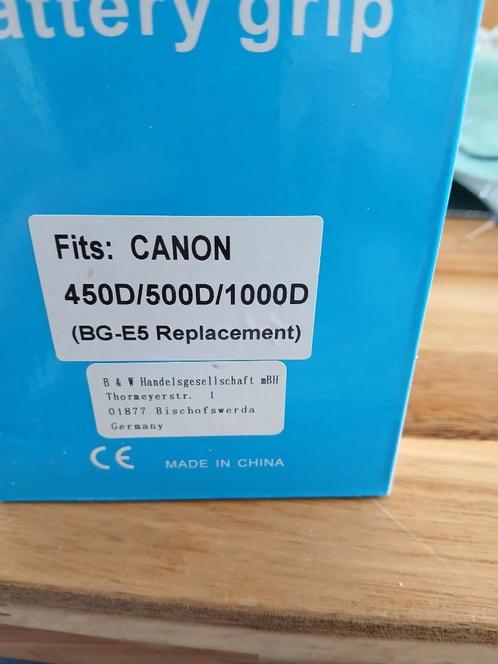 grip
Fits: CANON
450D/500D/1000D
(BG-E5 Replacement)
B & W Handelsgesellschaft mBH
Thormeyerstr. 1
01877 Bischofswerda
Germany
CE MADE IN CHINA